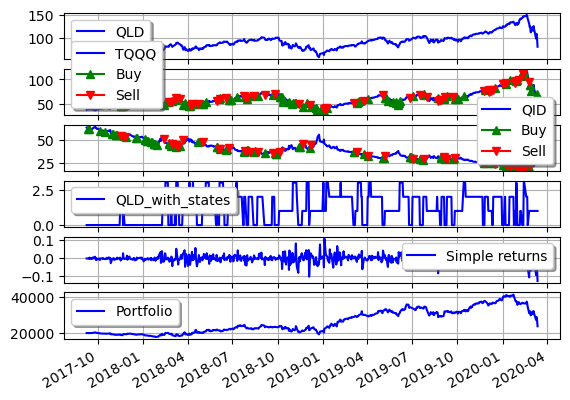 150
100
QLD
TQQQ
Buy
Sell
100
50
QID
Buy
Sell
50
25
2.5
0.0
QLD_with_states
0.1
0.0
−0.1
Simple returns
40000
20000
Portfolio
2017-10
2018-01
2018-04
2018-07
2018-10
2019-01
2019-04
2019-07
2019-10
2020-01
2020-04